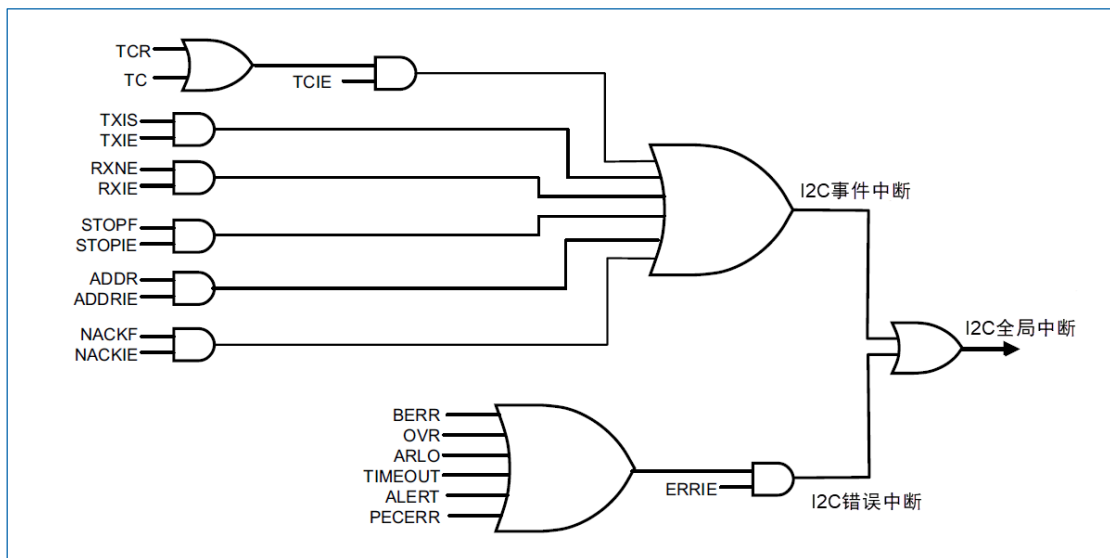 TCR
TC
TCIE
TXIS
TXIE
RXNE
RXIE
STOPF
STOPIE
ADDR
ADDRIE
NACKF
NACKIE
I2C事件中断
I2C全局中断
BERR
OVR
ARLO
TIMEOUT
ALERT
PECERR
ERRIE
I2C错误中断